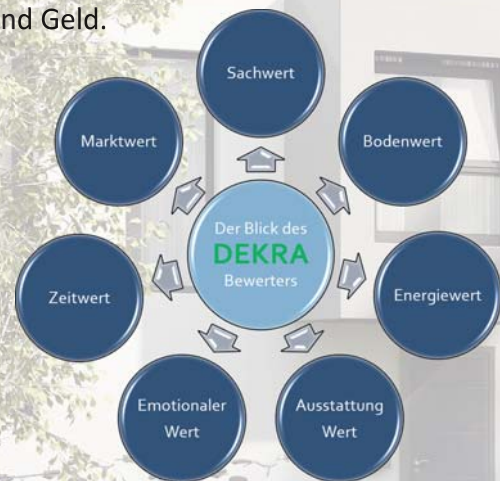 nd Geld.
Sachwert
Marktwert
Bodenwert
Der Blick des
DEKRA
Bewerters
Zeitwert
Energiewert
Emotionaler
Wert
Ausstattung
Wert